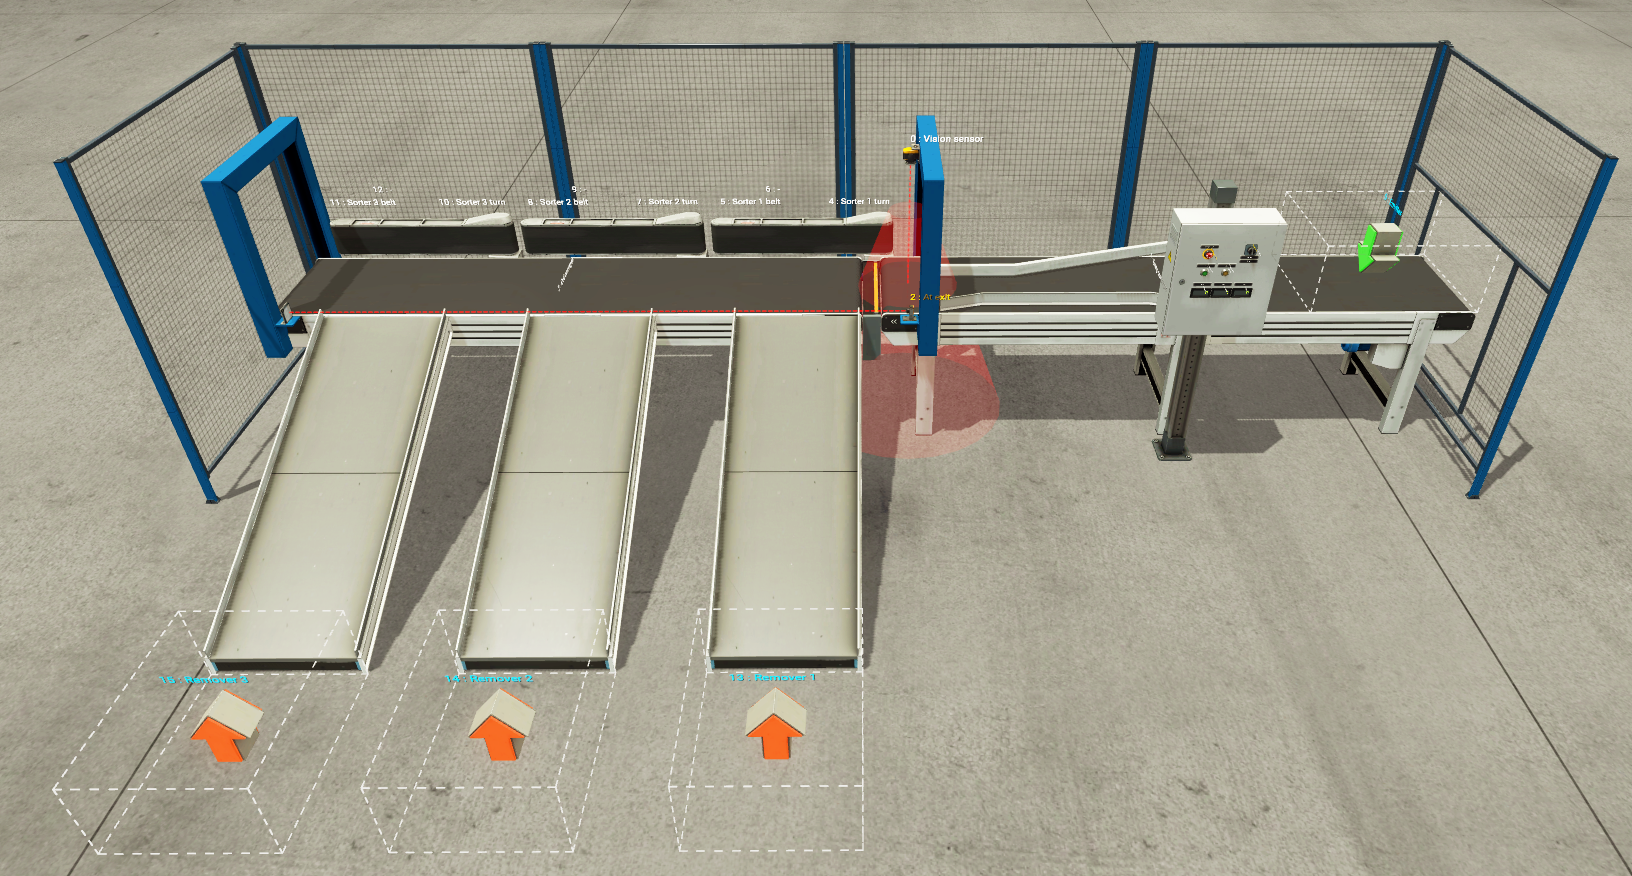 0 : Vision sensor
12 :
9 : -
6 : -
11 : Sorter 3 belt
10 : Sorter 3 turn
8 : Sorter 2 belt
7 : Sorter 2 turn
5 : Sorter 1 belt
4 : Sorter 1 turn
2 : At exit
15 : Remover 3
14 : Remover 2
13 : Remover 1